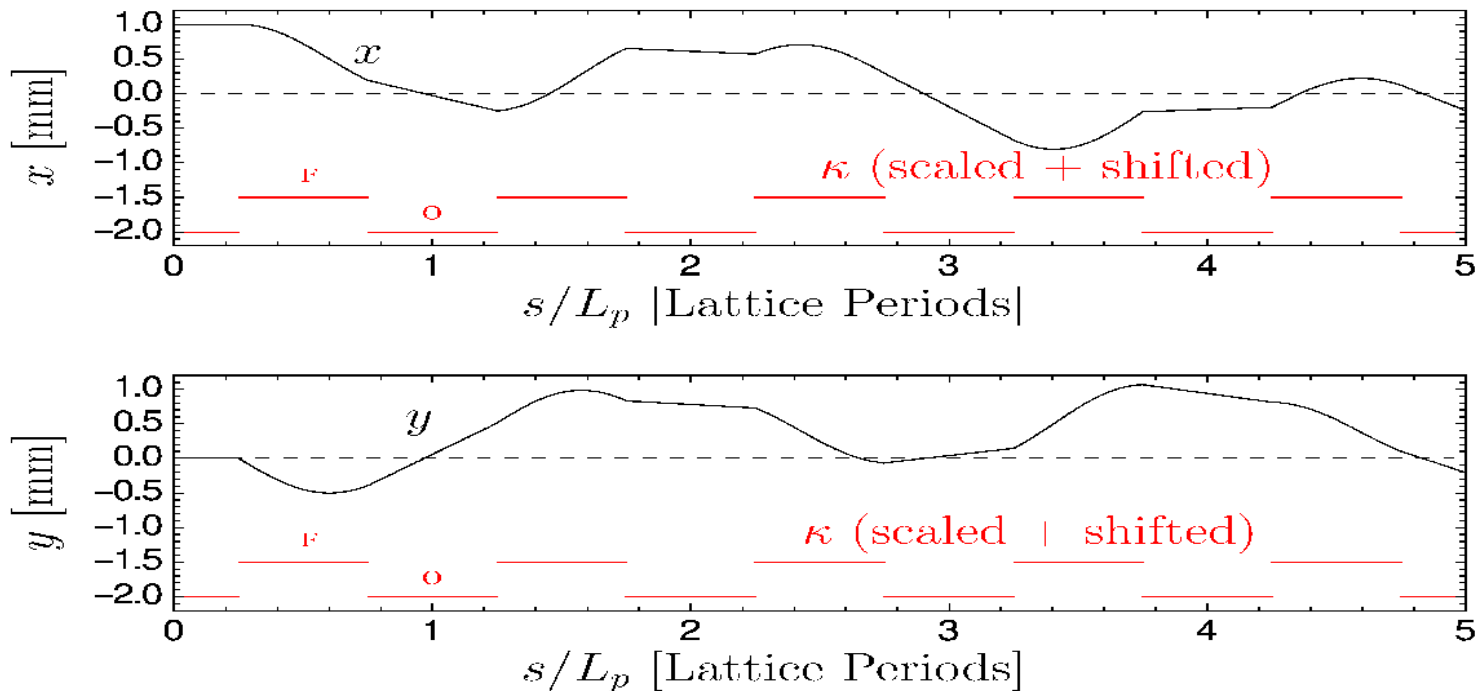 1.0
0.5
0.0
−0.5
−1.0
−1.5
−2.0
x [mm]
x
F
O
κ (scaled + shifted)
0 1 2 3 4 5
s/Lₚ |Lattice Periods|
1.0
0.5
0.0
−0.5
−1.0
−1.5
−2.0
y [mm]
y
F
O
κ (scaled + shifted)
0 1 2 3 4 5
s/Lₚ [Lattice Periods]